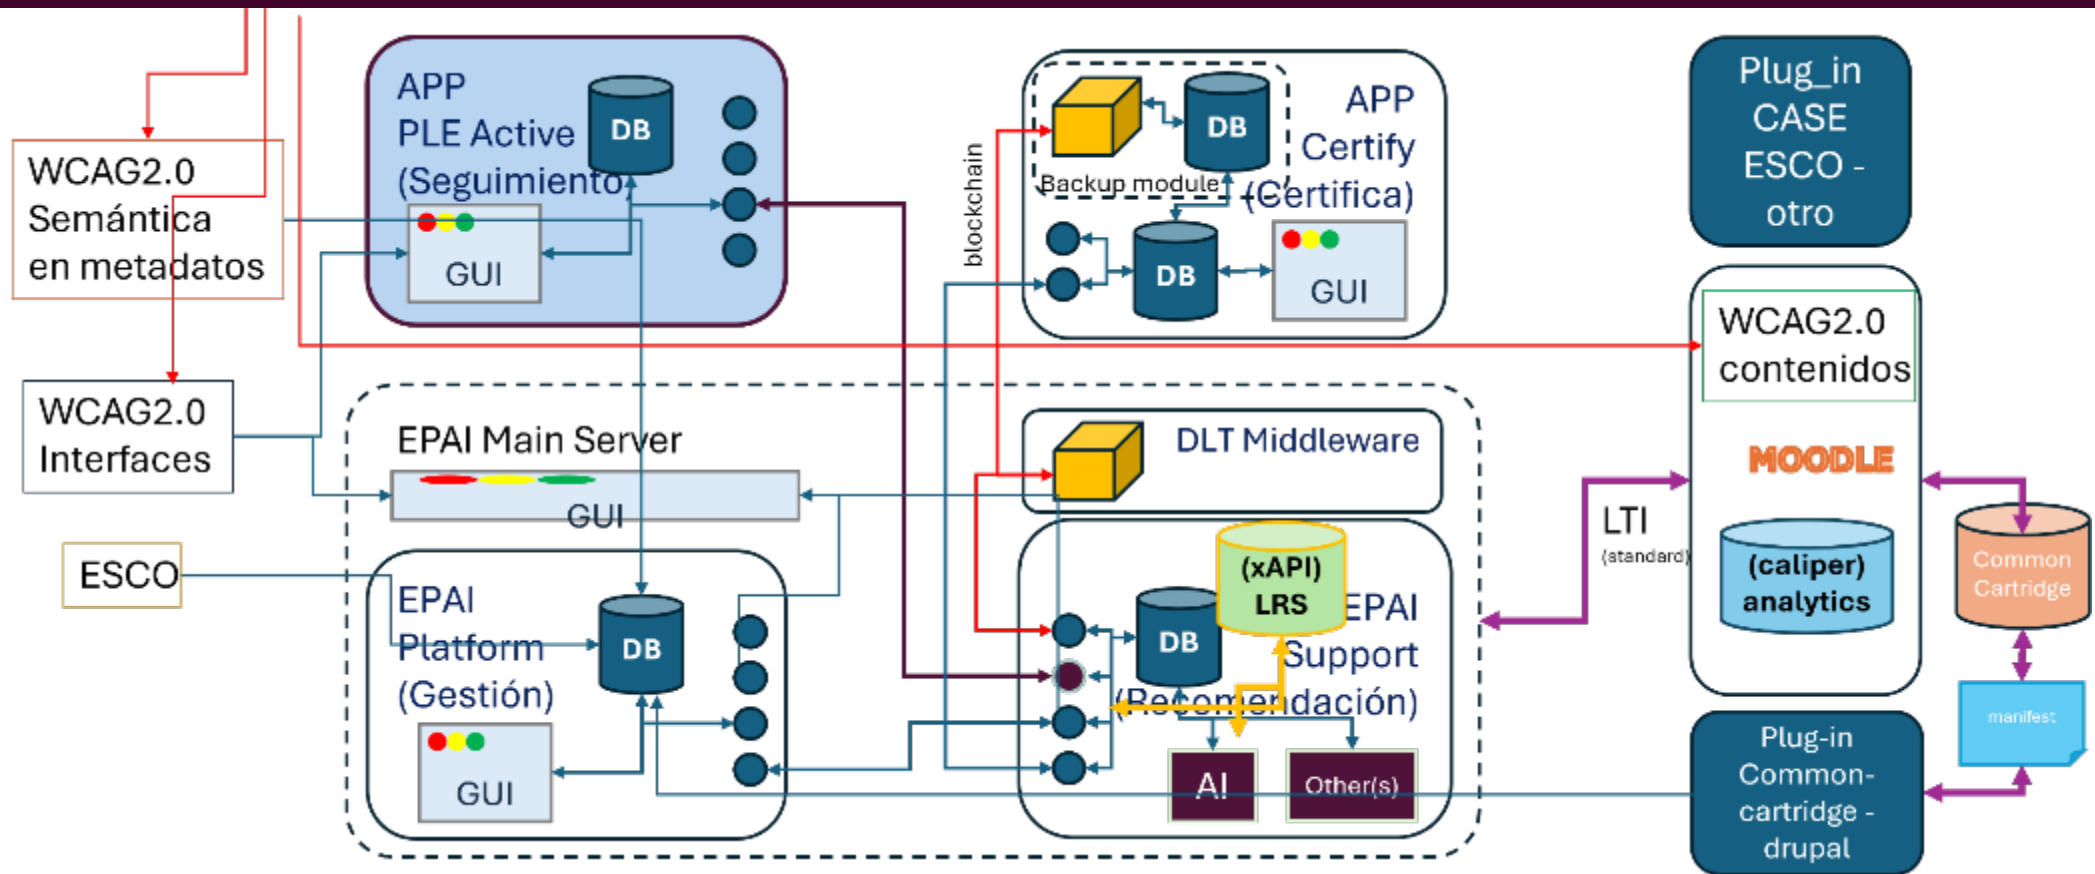 APP
PLE Active
(Seguimiento)
DB
GUI
WCAG2.0
Semántica
en metadatos
WCAG2.0
Interfaces
ESCO
blockchain
DB
Backup module
APP
Certify
(Certifica)
DB
GUI
Plug_in
CASE
ESCO -
otro
WCAG2.0
contenidos
MOODLE
(caliper)
analytics
LTI
(standard)
Common
Cartridge
manifest
Plug-in
Common-
cartridge -
drupal
EPAI Main Server
GUI
DLT Middleware
EPAI
Platform
(Gestión)
DB
GUI
(xAPI)
LRS
DB
EPAI
Support
(Recomendación)
AI
Other(s)